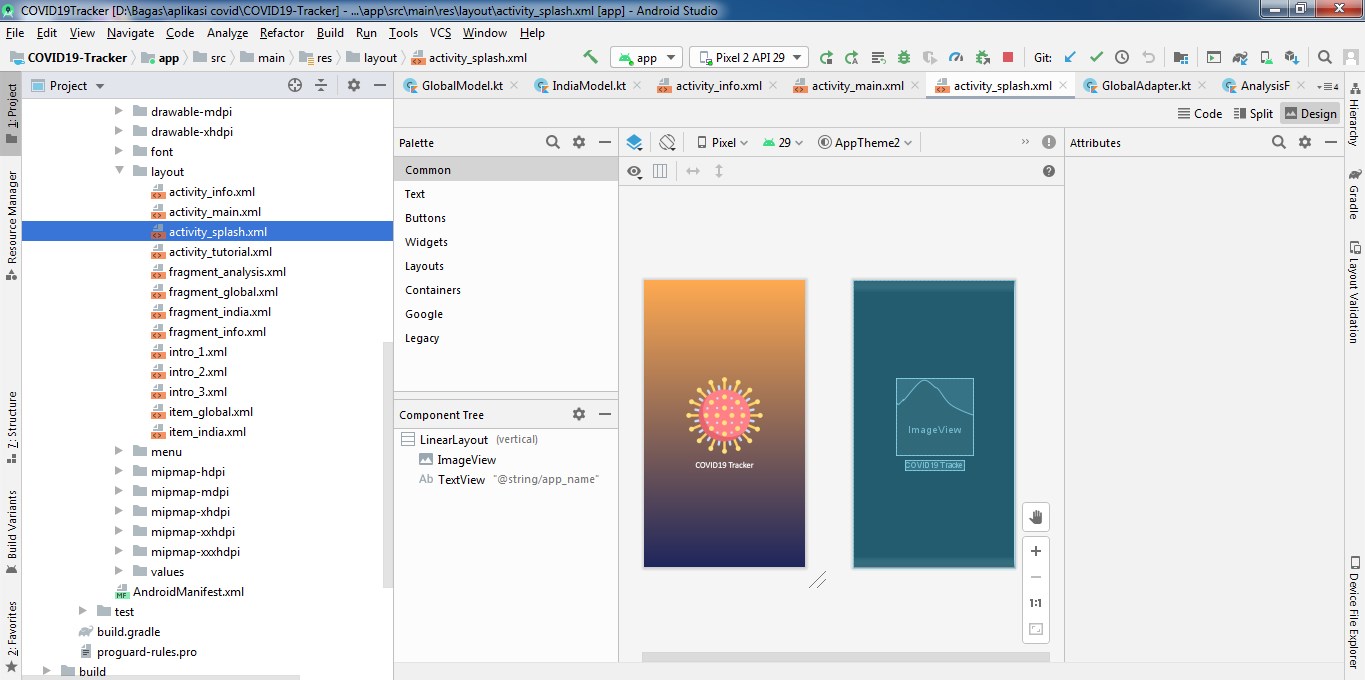 COVID19Tracker [D:\Bagas\aplikasi covid\COVID19-Tracker] - ...\app\src\main\res\layout\activity_splash.xml [app] - Android Studio
File Edit View Navigate Code Analyze Refactor Build Run Tools VCS Window Help
COVID19-Tracker app src main res layout activity_splash.xml app Pixel 2 API 29 Git:
Project GlobalModel.kt IndiaModel.kt activity_info.xml activity_main.xml activity_splash.xml GlobalAdapter.kt AnalysisF 4
Code Split Design
1: Project
Resource Manager
7: Structure
Build Variants
2: Favorites
drawable-mdpi
drawable-xhdpi
font
layout
activity_info.xml
activity_main.xml
activity_splash.xml
activity_tutorial.xml
fragment_analysis.xml
fragment_global.xml
fragment_india.xml
fragment_info.xml
intro_1.xml
intro_2.xml
intro_3.xml
item_global.xml
item_india.xml
menu
mipmap-hdpi
mipmap-mdpi
mipmap-xhdpi
mipmap-xxhdpi
mipmap-xxxhdpi
values
AndroidManifest.xml
test
build.gradle
proguard-rules.pro
build
Palette
Common
Text
Buttons
Widgets
Layouts
Containers
Google
Legacy
Component Tree
LinearLayout (vertical)
ImageView
Ab TextView "@string/app_name"
Pixel 29 AppTheme2
COVID19 Tracker
ImageView
COVID19 Tracke
1:1
Attributes
Hierarchy
Gradle
Layout Validation
Device File Explorer